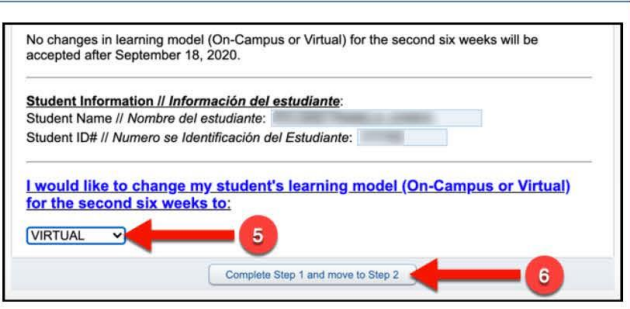 No changes in learning model (On-Campus or Virtual) for the second six weeks will be
accepted after September 18, 2020.
Student Information // Información del estudiante:
Student Name // Nombre del estudiante:
Student ID# // Numero se Identificación del Estudiante:
I would like to change my student's learning model (On-Campus or Virtual)
for the second six weeks to:
VIRTUAL
5
Complete Step 1 and move to Step 2
6